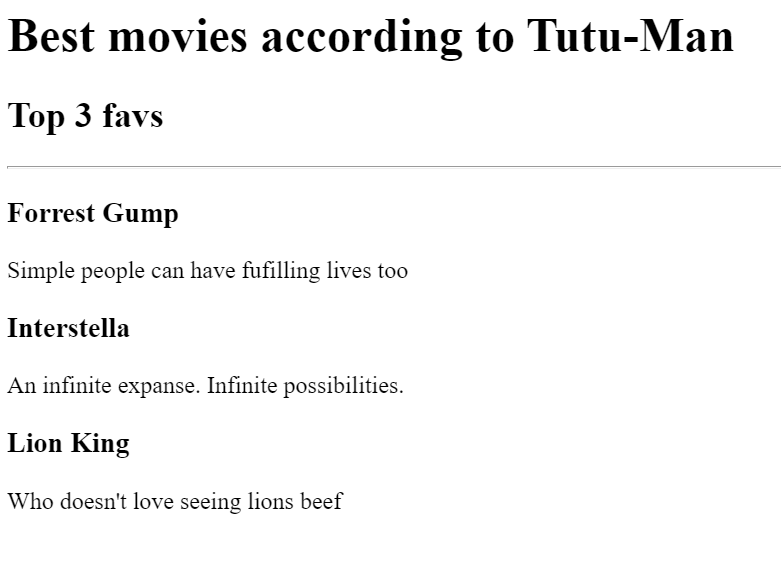 Best movies according to Tutu-Man
Top 3 favs
Forrest Gump
Simple people can have fufilling lives too
Interstella
An infinite expanse. Infinite possibilities.
Lion King
Who doesn't love seeing lions beef